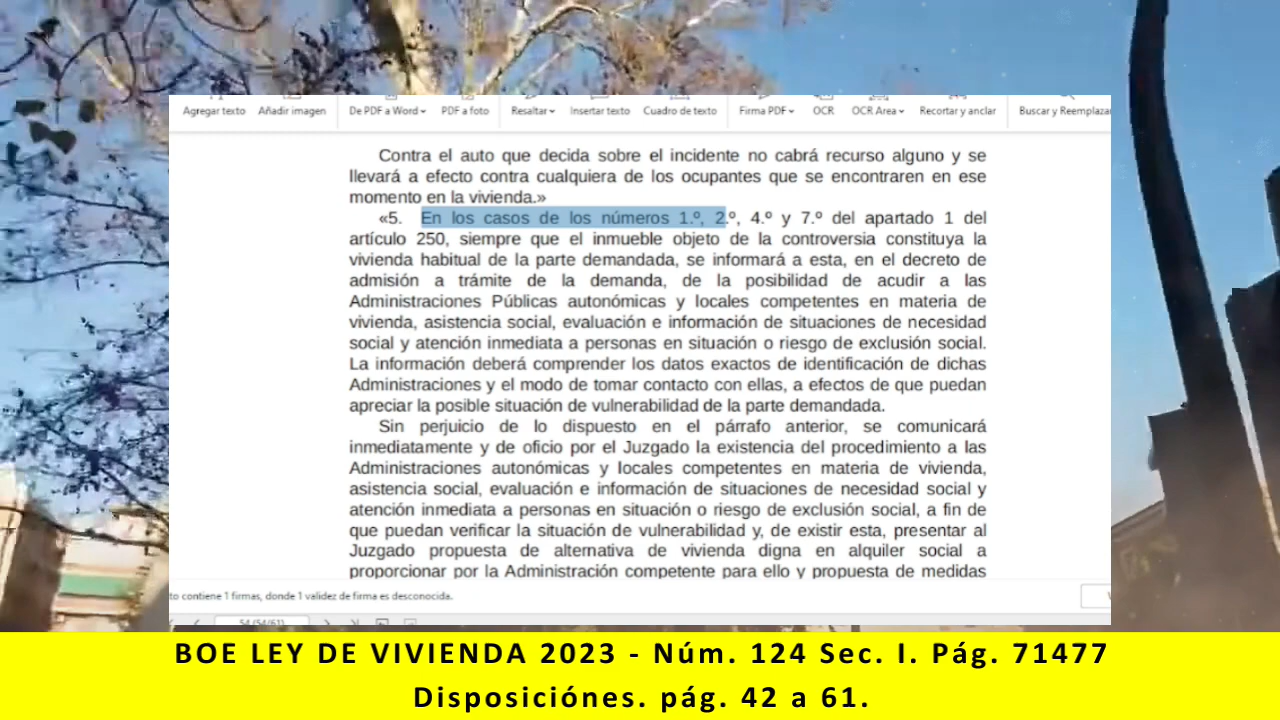 Agregar texto Añadir imagen De PDF a Word PDF a foto Resaltar Insertar texto Cuadro de texto Firma PDF OCR OCR Area Recortar y anclar Buscar y Reemplaza
Contra el auto que decida sobre el incidente no cabrá recurso alguno y se
llevará a efecto contra cualquiera de los ocupantes que se encontraren en ese
momento en la vivienda.»
«5. En los casos de los números 1.º, 2.º, 4.º y 7.º del apartado 1 del
artículo 250, siempre que el inmueble objeto de la controversia constituya la
vivienda habitual de la parte demandada, se informará a esta, en el decreto de
admisión a trámite de la demanda, de la posibilidad de acudir a las
Administraciones Públicas autonómicas y locales competentes en materia de
vivienda, asistencia social, evaluación e información de situaciones de necesidad
social y atención inmediata a personas en situación o riesgo de exclusión social.
La información deberá comprender los datos exactos de identificación de dichas
Administraciones y el modo de tomar contacto con ellas, a efectos de que puedan
apreciar la posible situación de vulnerabilidad de la parte demandada.
Sin perjuicio de lo dispuesto en el párrafo anterior, se comunicará
inmediatamente y de oficio por el Juzgado la existencia del procedimiento a las
Administraciones autonómicas y locales competentes en materia de vivienda,
asistencia social, evaluación e información de situaciones de necesidad social y
atención inmediata a personas en situación o riesgo de exclusión social, a fin de
que puedan verificar la situación de vulnerabilidad y, de existir esta, presentar al
Juzgado propuesta de alternativa de vivienda digna en alquiler social a
proporcionar por la Administración competente para ello y propuesta de medidas
to contiene 1 firmas, donde 1 validez de firma es desconocida.
54 (54/61)
BOE LEY DE VIVIENDA 2023 - Núm. 124 Sec. I. Pág. 71477
Disposiciónes. pág. 42 a 61.